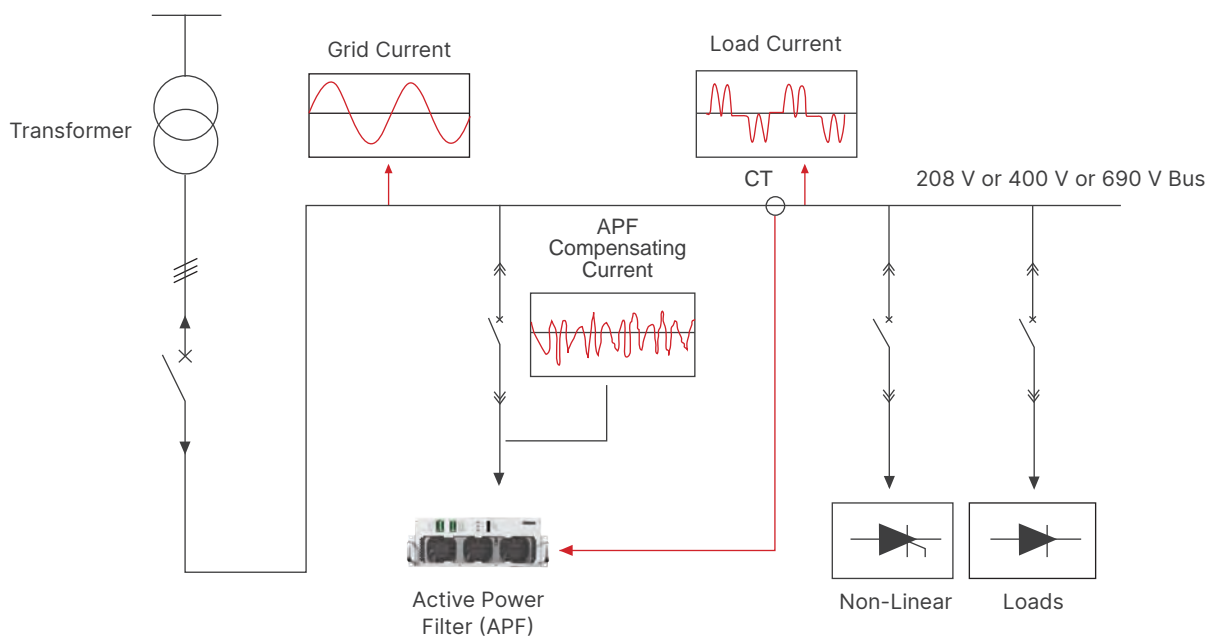 Grid Current
Load Current
Transformer
CT
208 V or 400 V or 690 V Bus
APF
Compensating
Current
Active Power
Filter (APF)
Non-Linear
Loads